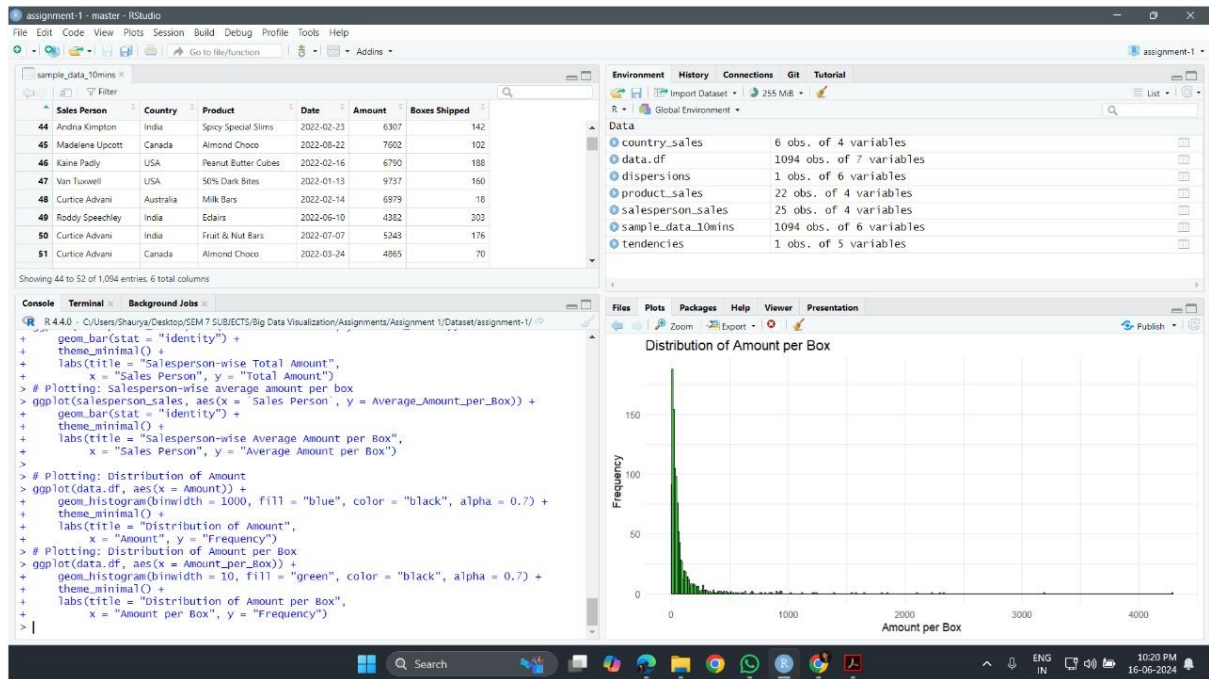 assignment-1 - master - RStudio
File Edit Code View Plots Session Build Debug Profile Tools Help
Go to file/function Addins
assignment-1
sample_data_10mins
Filter
Sales Person Country Product Date Amount Boxes Shipped
44 Andria Kimpton India Spicy Special Slims 2022-02-23 6307 142
45 Madelene Upcott Canada Almond Choco 2022-08-22 7602 102
46 Kaine Padly USA Peanut Butter Cubes 2022-02-16 6790 188
47 Van Tuxwell USA 50% Dark Bites 2022-01-13 9737 160
48 Curtice Advani Australia Milk Bars 2022-02-14 6979 18
49 Roddy Speechley India Eclairs 2022-06-10 4382 303
50 Curtice Advani India Fruit & Nut Bars 2022-07-07 5243 176
51 Curtice Advani Canada Almond Choco 2022-03-24 4865 70
Showing 44 to 52 of 1,094 entries, 6 total columns
Console Terminal Background Jobs
R 4.4.0 · C:/Users/Shaurya/Desktop/SEM 7 SUBJECTS/Big Data Visualization/Assignments/Assignment 1/Dataset/assignment-1/
+ geom_bar(stat = "identity") +
+ theme_minimal() +
+ labs(title = "Salesperson-wise Total Amount",
+ x = "Sales Person", y = "Total Amount")
> # Plotting: Salesperson-wise average amount per box
> ggplot(salesperson_sales, aes(x = `Sales Person`, y = Average_Amount_per_Box)) +
+ geom_bar(stat = "identity") +
+ theme_minimal() +
+ labs(title = "Salesperson-wise Average Amount per Box",
+ x = "Sales Person", y = "Average Amount per Box")
>
> # Plotting: Distribution of Amount
> ggplot(data.df, aes(x = Amount)) +
+ geom_histogram(binwidth = 1000, fill = "blue", color = "black", alpha = 0.7) +
+ theme_minimal() +
+ labs(title = "Distribution of Amount",
+ x = "Amount", y = "Frequency")
> # Plotting: Distribution of Amount per Box
> ggplot(data.df, aes(x = Amount_per_Box)) +
+ geom_histogram(binwidth = 10, fill = "green", color = "black", alpha = 0.7) +
+ theme_minimal() +
+ labs(title = "Distribution of Amount per Box",
+ x = "Amount per Box", y = "Frequency")
>
Environment History Connections Git Tutorial
Import Dataset 255 MiB List
R Global Environment
Data
country_sales 6 obs. of 4 variables
data.df 1094 obs. of 7 variables
dispersions 1 obs. of 6 variables
product_sales 22 obs. of 4 variables
salesperson_sales 25 obs. of 4 variables
sample_data_10mins 1094 obs. of 6 variables
tendencies 1 obs. of 5 variables
Files Plots Packages Help Viewer Presentation
Zoom Export Publish
Distribution of Amount per Box
Frequency
150
100
50
0
0 1000 2000 3000 4000
Amount per Box
Search
ENG
IN
10:20 PM
16-06-2024